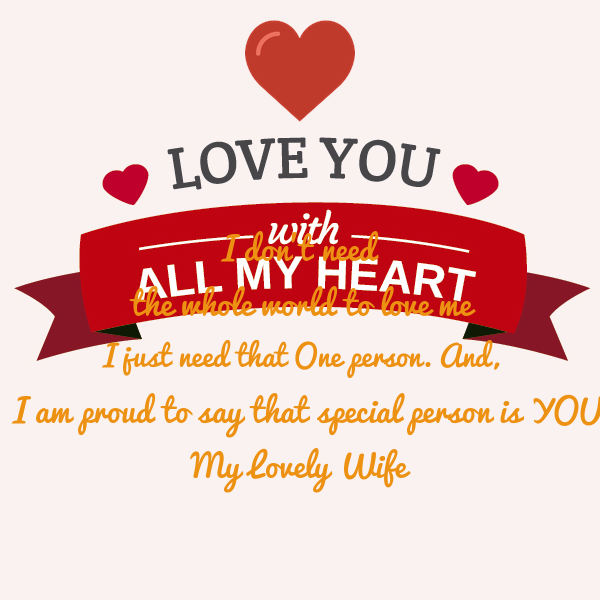 LOVE YOU
with
I don't need
ALL MY HEART
the whole world to love me
I just need that One person. And,
I am proud to say that special person is YOU
My Lovely Wife